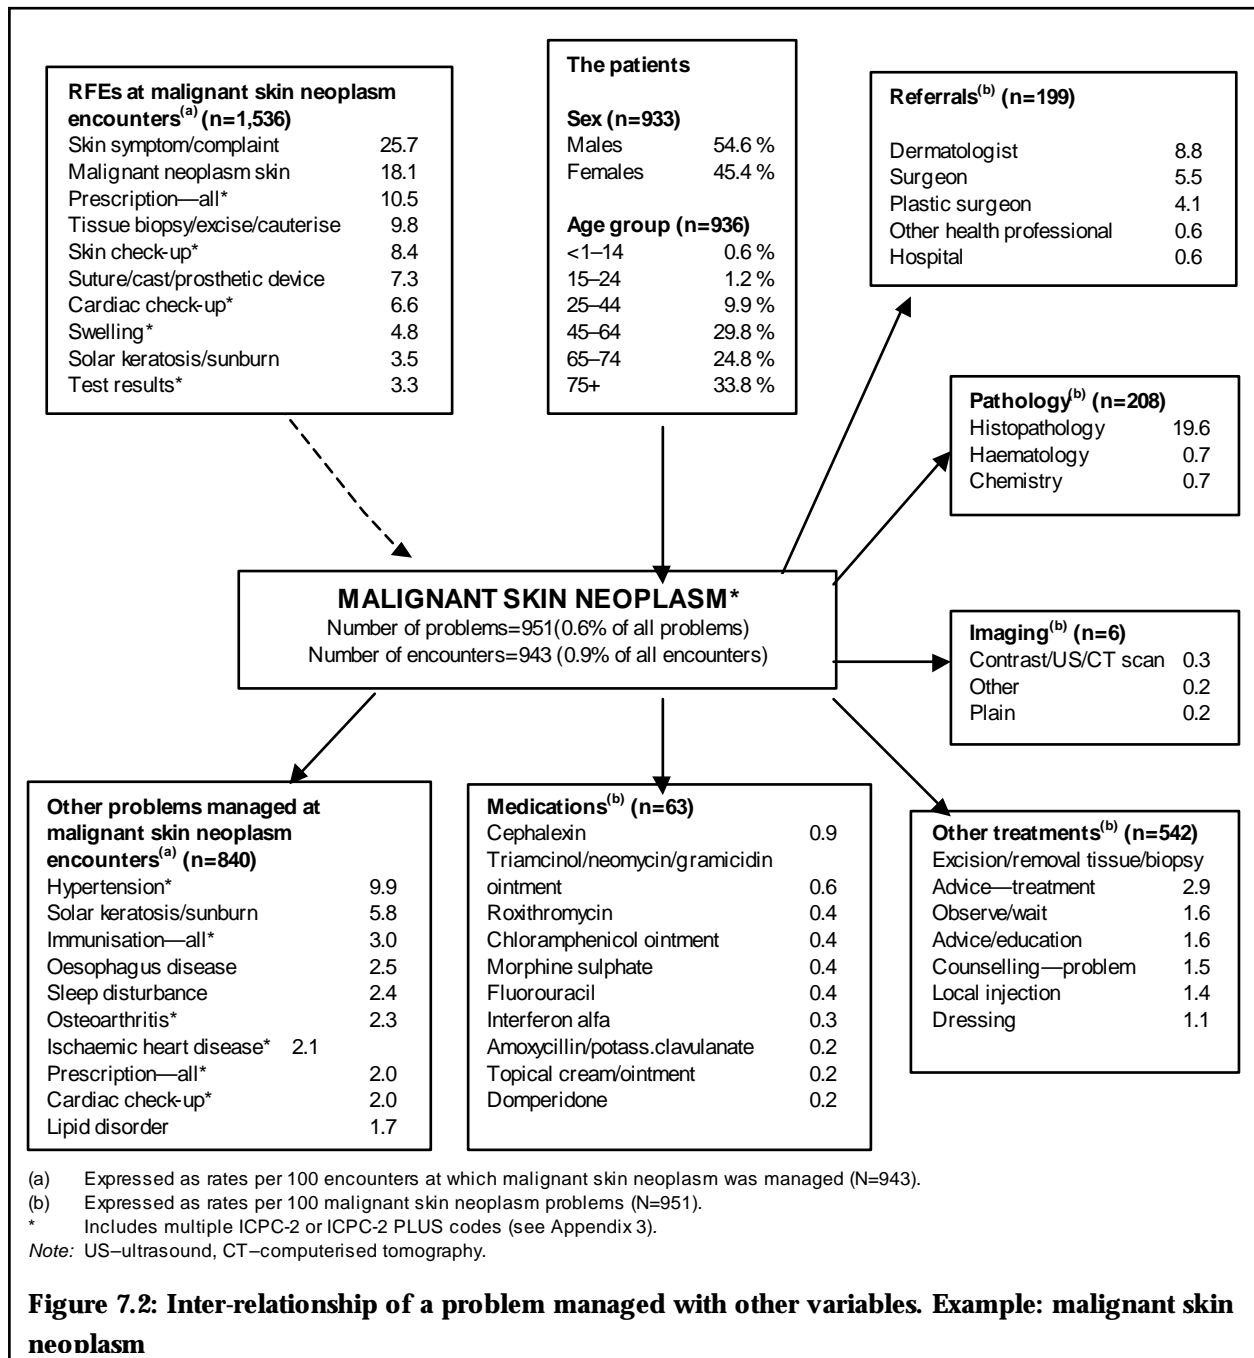 RFEs at malignant skin neoplasm
encounters(a) (n=1,536)
Skin symptom/complaint 25.7
Malignant neoplasm skin 18.1
Prescription—all* 10.5
Tissue biopsy/excise/cauterise 9.8
Skin check-up* 8.4
Suture/cast/prosthetic device 7.3
Cardiac check-up* 6.6
Swelling* 4.8
Solar keratosis/sunburn 3.5
Test results* 3.3
The patients
Sex (n=933)
Males 54.6 %
Females 45.4 %
Age group (n=936)
<1–14 0.6 %
15–24 1.2 %
25–44 9.9 %
45–64 29.8 %
65–74 24.8 %
75+ 33.8 %
Referrals(b) (n=199)
Dermatologist 8.8
Surgeon 5.5
Plastic surgeon 4.1
Other health professional 0.6
Hospital 0.6
Pathology(b) (n=208)
Histopathology 19.6
Haematology 0.7
Chemistry 0.7
MALIGNANT SKIN NEOPLASM*
Number of problems=951(0.6% of all problems)
Number of encounters=943 (0.9% of all encounters)
Imaging(b) (n=6)
Contrast/US/CT scan 0.3
Other 0.2
Plain 0.2
Other problems managed at
malignant skin neoplasm
encounters(a) (n=840)
Hypertension* 9.9
Solar keratosis/sunburn 5.8
Immunisation—all* 3.0
Oesophagus disease 2.5
Sleep disturbance 2.4
Osteoarthritis* 2.3
Ischaemic heart disease* 2.1
Prescription—all* 2.0
Cardiac check-up* 2.0
Lipid disorder 1.7
Medications(b) (n=63)
Cephalexin 0.9
Triamcinol/neomycin/gramicidin
ointment 0.6
Roxithromycin 0.4
Chloramphenicol ointment 0.4
Morphine sulphate 0.4
Fluorouracil 0.4
Interferon alfa 0.3
Amoxycillin/potass.clavulanate 0.2
Topical cream/ointment 0.2
Domperidone 0.2
Other treatments(b) (n=542)
Excision/removal tissue/biopsy
Advice—treatment 2.9
Observe/wait 1.6
Advice/education 1.6
Counselling—problem 1.5
Local injection 1.4
Dressing 1.1
(a) Expressed as rates per 100 encounters at which malignant skin neoplasm was managed (N=943).
(b) Expressed as rates per 100 malignant skin neoplasm problems (N=951).
* Includes multiple ICPC-2 or ICPC-2 PLUS codes (see Appendix 3).
Note: US–ultrasound, CT–computerised tomography.
Figure 7.2: Inter-relationship of a problem managed with other variables. Example: malignant skin
neoplasm